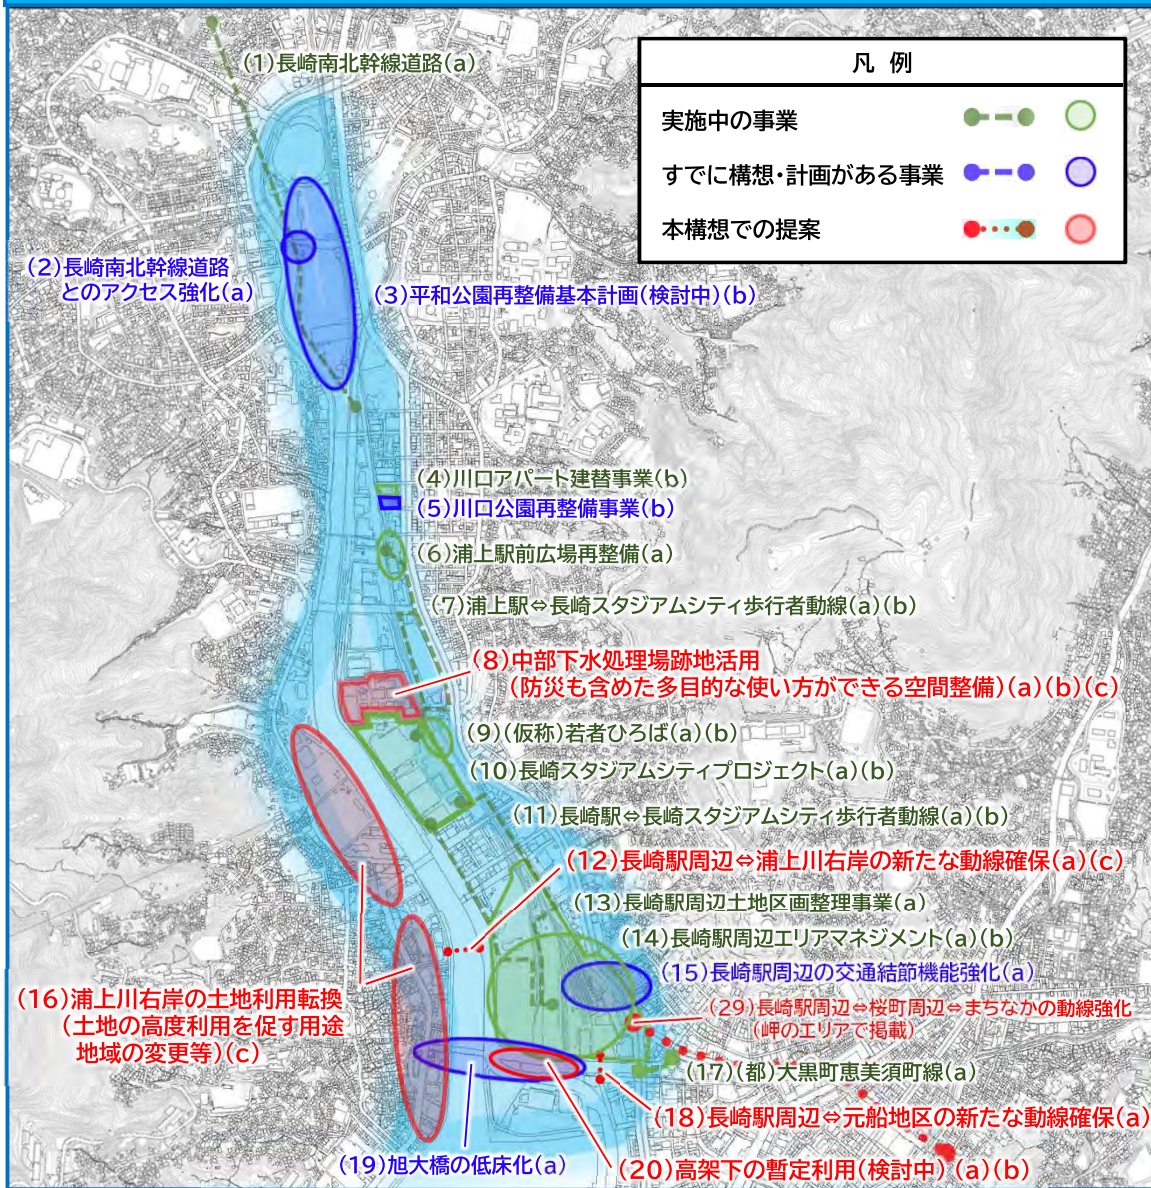 凡 例
実施中の事業
すでに構想・計画がある事業
本構想での提案
(1)長崎南北幹線道路(a)
(2)長崎南北幹線道路
とのアクセス強化(a)
(3)平和公園再整備基本計画(検討中)(b)
(4)川口アパート建替事業(b)
(5)川口公園再整備事業(b)
(6)浦上駅前広場再整備(a)
(7)浦上駅⇔長崎スタジアムシティ歩行者動線(a)(b)
(8)中部下水処理場跡地活用
(防災も含めた多目的な使い方ができる空間整備)(a)(b)(c)
(9)(仮称)若者ひろば(a)(b)
(10)長崎スタジアムシティプロジェクト(a)(b)
(11)長崎駅⇔長崎スタジアムシティ歩行者動線(a)(b)
(12)長崎駅周辺⇔浦上川右岸の新たな動線確保(a)(c)
(13)長崎駅周辺土地区画整理事業(a)
(14)長崎駅周辺エリアマネジメント(a)(b)
(15)長崎駅周辺の交通結節機能強化(a)
(16)浦上川右岸の土地利用転換
(土地の高度利用を促す用途
地域の変更等)(c)
(29)長崎駅周辺⇔桜町周辺⇔まちなかの動線強化
(岬のエリアで掲載)
(17)(都)大黒町恵美須町線(a)
(18)長崎駅周辺⇔元船地区の新たな動線確保(a)
(19)旭大橋の低床化(a)
(20)高架下の暫定利用(検討中)(a)(b)